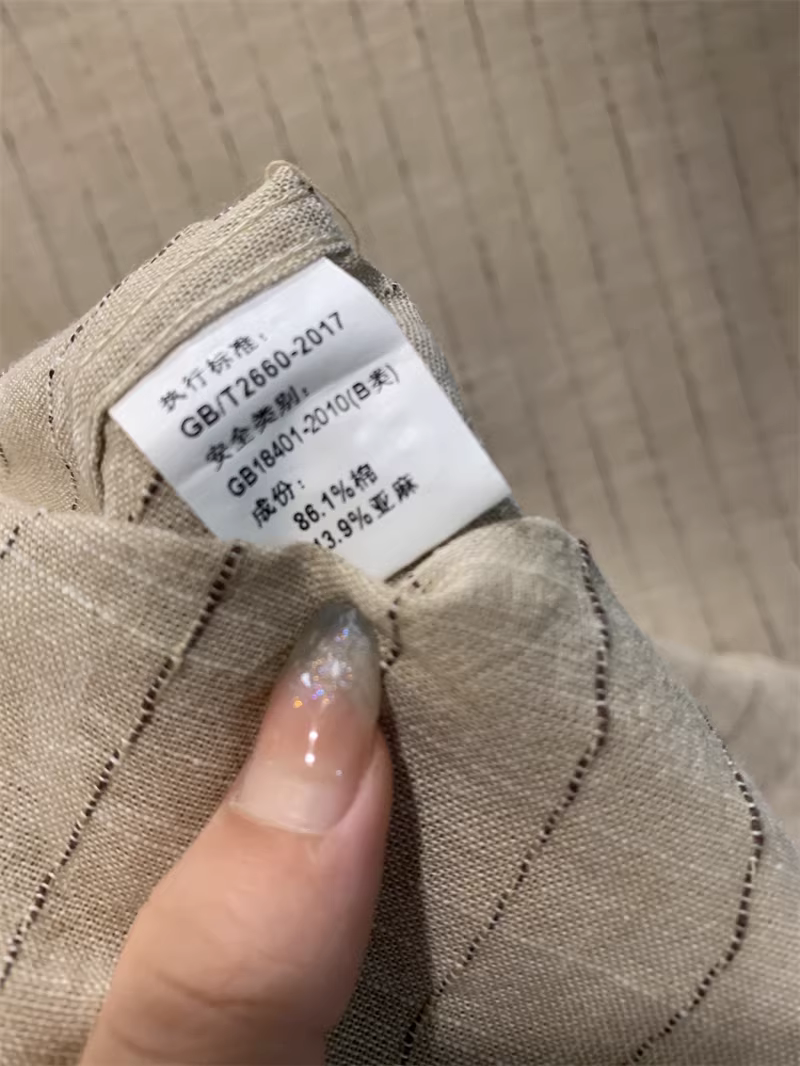 执行标准：
GB/T2660-2017
安全类别：
GB18401-2010(B类)
成份：
86.1%棉
13.9%亚麻